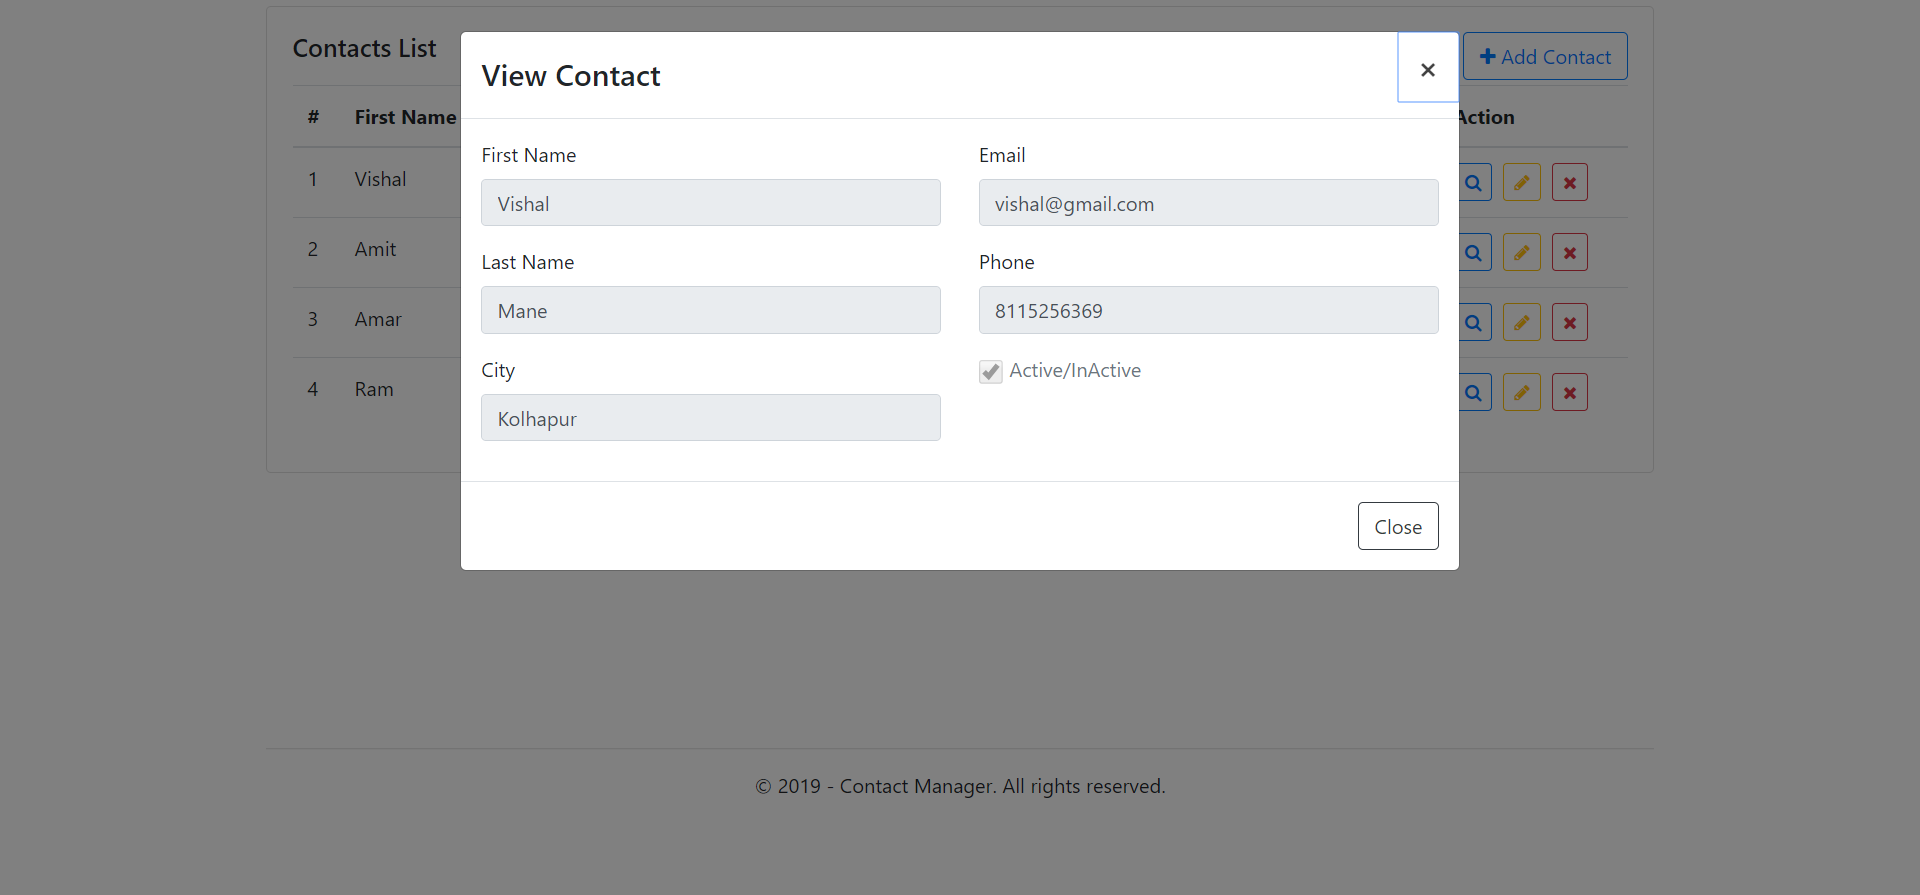 Contacts List
Add Contact
# First Name Action
1 Vishal
2 Amit
3 Amar
4 Ram
View Contact
×
First Name
Vishal
Email
vishal@gmail.com
Last Name
Mane
Phone
8115256369
City
Kolhapur
Active/InActive
Close
© 2019 - Contact Manager. All rights reserved.